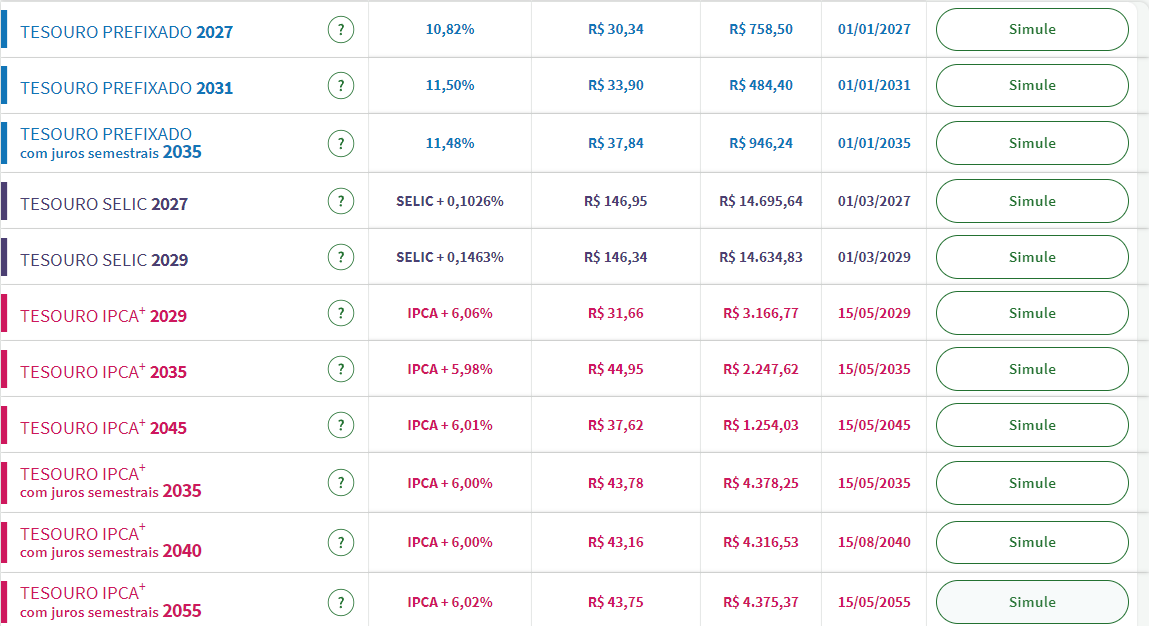 TESOURO PREFIXADO 2027 ? 10,82% R$ 30,34 R$ 758,50 01/01/2027 Simule
TESOURO PREFIXADO 2031 ? 11,50% R$ 33,90 R$ 484,40 01/01/2031 Simule
TESOURO PREFIXADO
com juros semestrais 2035 ? 11,48% R$ 37,84 R$ 946,24 01/01/2035 Simule
TESOURO SELIC 2027 ? SELIC + 0,1026% R$ 146,95 R$ 14.695,64 01/03/2027 Simule
TESOURO SELIC 2029 ? SELIC + 0,1463% R$ 146,34 R$ 14.634,83 01/03/2029 Simule
TESOURO IPCA+ 2029 ? IPCA + 6,06% R$ 31,66 R$ 3.166,77 15/05/2029 Simule
TESOURO IPCA+ 2035 ? IPCA + 5,98% R$ 44,95 R$ 2.247,62 15/05/2035 Simule
TESOURO IPCA+ 2045 ? IPCA + 6,01% R$ 37,62 R$ 1.254,03 15/05/2045 Simule
TESOURO IPCA+
com juros semestrais 2035 ? IPCA + 6,00% R$ 43,78 R$ 4.378,25 15/05/2035 Simule
TESOURO IPCA+
com juros semestrais 2040 ? IPCA + 6,00% R$ 43,16 R$ 4.316,53 15/08/2040 Simule
TESOURO IPCA+
com juros semestrais 2055 ? IPCA + 6,02% R$ 43,75 R$ 4.375,37 15/05/2055 Simule